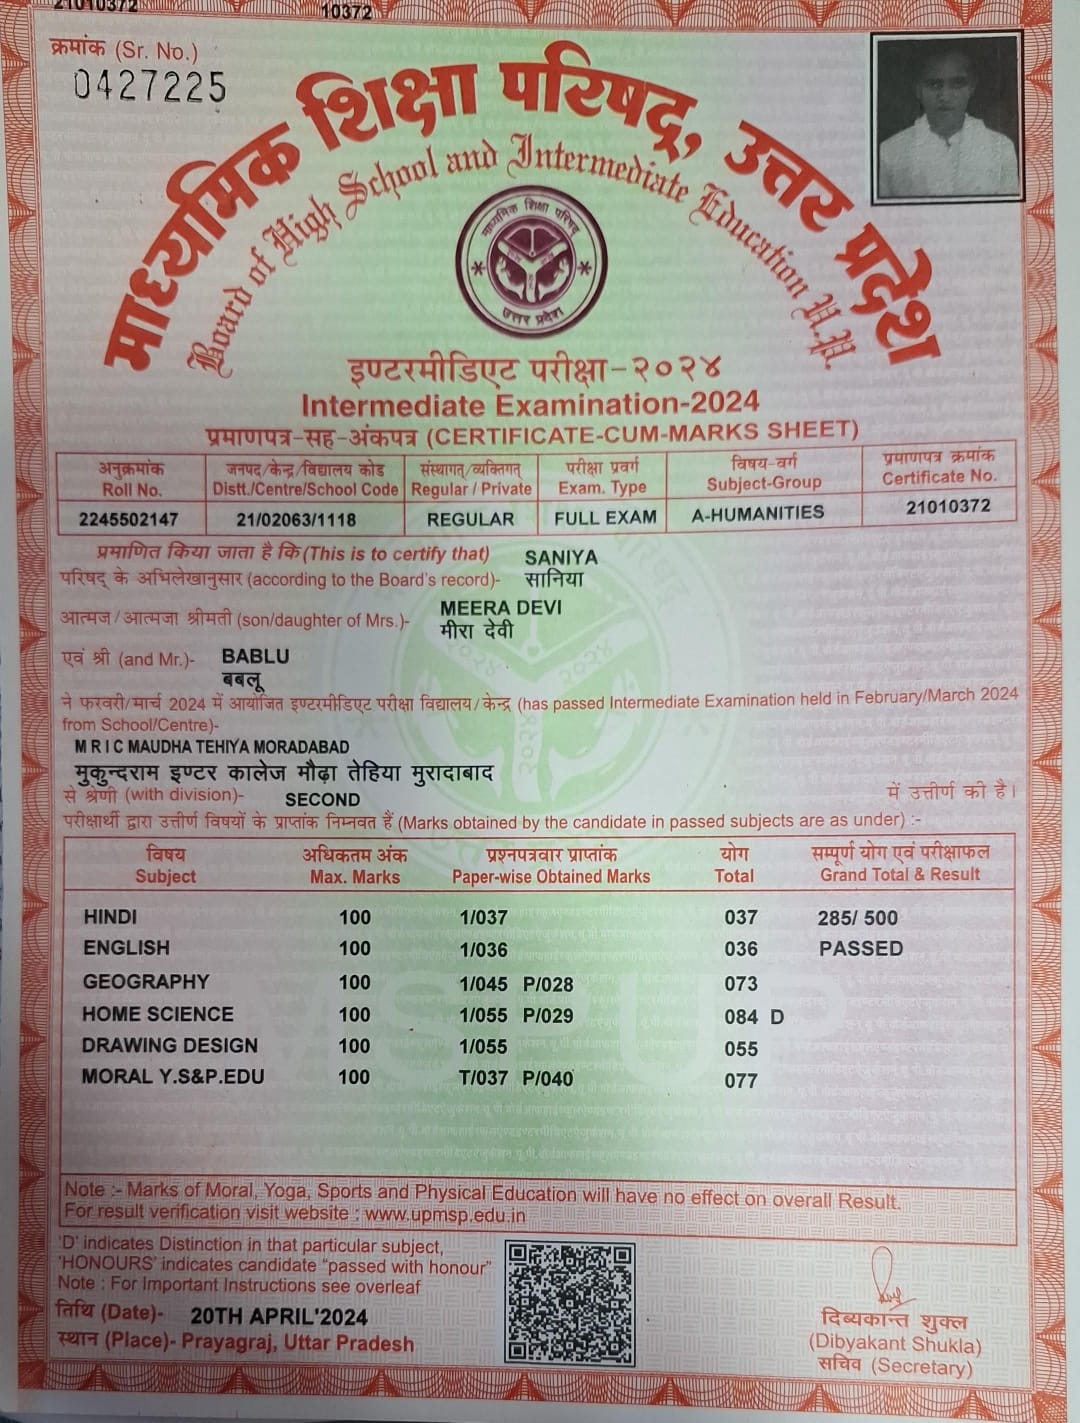 21010372
10372
क्रमांक (Sr. No.)
0427225
माध्यमिक शिक्षा परिषद्, उत्तर प्रदेश
Board of High School and Intermediate Education U.P.
माध्यमिक शिक्षा परिषद
उत्तर प्रदेश
इण्टरमीडिएट परीक्षा-२०२४
Intermediate Examination-2024
प्रमाणपत्र-सह-अंकपत्र (CERTIFICATE-CUM-MARKS SHEET)
अनुक्रमांक जनपद/केन्द्र/विद्यालय कोड संस्थागत्/व्यक्तिगत् परीक्षा प्रवर्ग विषय-वर्ग प्रमाणपत्र क्रमांक
Roll No. Distt./Centre/School Code Regular / Private Exam. Type Subject-Group Certificate No.
2245502147 21/02063/1118 REGULAR FULL EXAM A-HUMANITIES 21010372
प्रमाणित किया जाता है कि (This is to certify that) SANIYA
परिषद् के अभिलेखानुसार (according to the Board's record)- सानिया
आत्मज/आत्मजा श्रीमती (son/daughter of Mrs.)- MEERA DEVI
मीरा देवी
एवं श्री (and Mr.)- BABLU
बबलू
ने फरवरी/मार्च 2024 में आयोजित इण्टरमीडिएट परीक्षा विद्यालय/केन्द्र (has passed Intermediate Examination held in February/March 2024
from School/Centre)-
M R I C MAUDHA TEHIYA MORADABAD
मुकुन्दराम इण्टर कालेज मौढ़ा तेहिया मुरादाबाद
से श्रेणी (with division)- SECOND में उत्तीर्ण की है।
परीक्षार्थी द्वारा उत्तीर्ण विषयों के प्राप्तांक निम्नवत हैं (Marks obtained by the candidate in passed subjects are as under) :-
विषय अधिकतम अंक प्रश्नपत्रवार प्राप्तांक योग सम्पूर्ण योग एवं परीक्षाफल
Subject Max. Marks Paper-wise Obtained Marks Total Grand Total & Result
HINDI 100 1/037 037 285/ 500
ENGLISH 100 1/036 036 PASSED
GEOGRAPHY 100 1/045 P/028 073
HOME SCIENCE 100 1/055 P/029 084 D
DRAWING DESIGN 100 1/055 055
MORAL Y.S&P.EDU 100 T/037 P/040 077
Note :- Marks of Moral, Yoga, Sports and Physical Education will have no effect on overall Result.
For result verification visit website : www.upmsp.edu.in
'D' indicates Distinction in that particular subject,
'HONOURS' indicates candidate "passed with honour"
Note : For Important Instructions see overleaf
तिथि (Date)- 20TH APRIL'2024
स्थान (Place)- Prayagraj, Uttar Pradesh
दिब्यकान्त शुक्ल
(Dibyakant Shukla)
सचिव (Secretary)